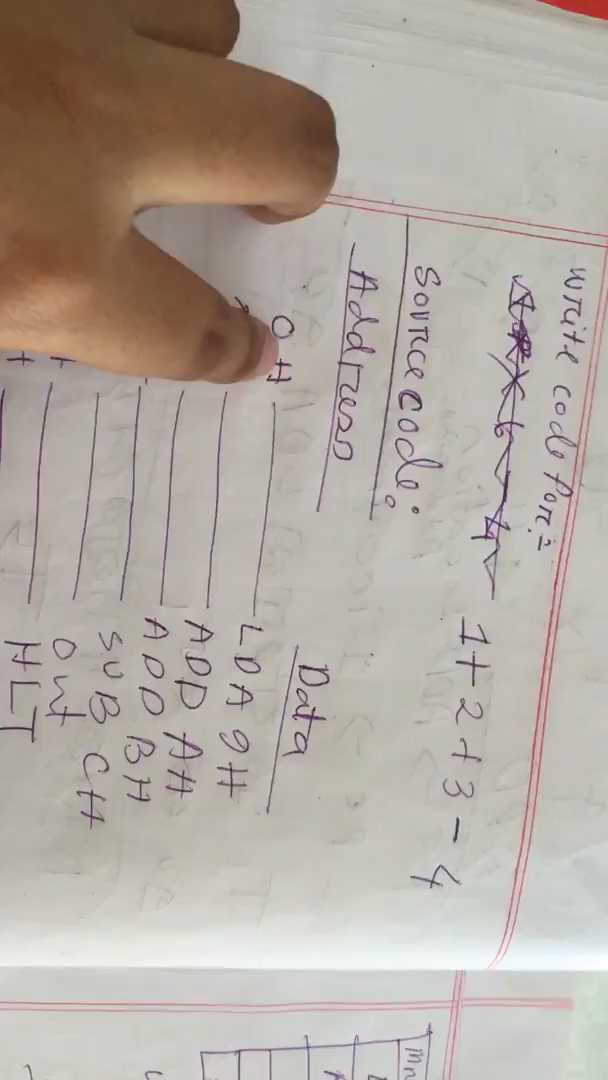 Write code for:
1+2+3-4
Source code:
Address Data
0H LDA 9H
ADD AH
ADD BH
SUB CH
Out
HLT